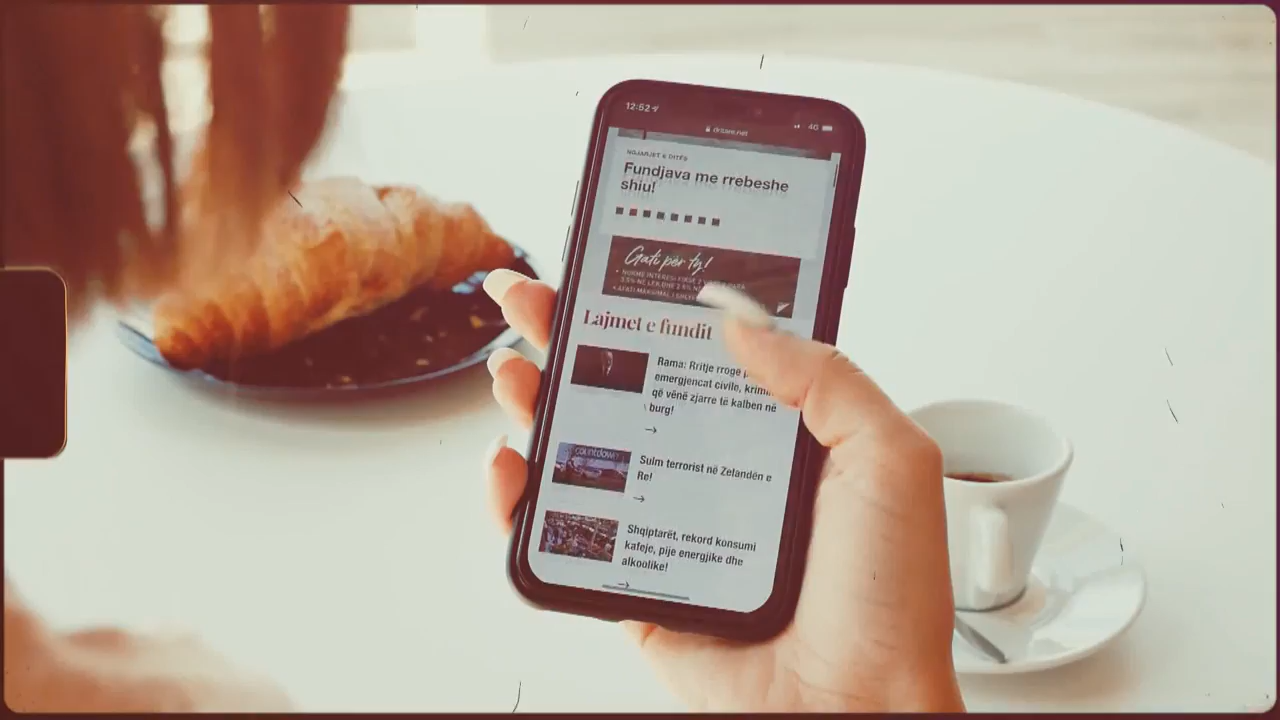 12:52
4G
dritare.net
NGJARJET E DITËS
Fundjava me rrebeshe
shiu!
Gati për ty!
Lajmet e fundit
Rama: Rritje rroge
emergjencat civile,
që vënë zjarre të kalben në
burg!
→
countdown
Sulm terrorist në Zelandën e
Re!
→
Shqiptarët, rekord konsumi
kafeje, pije energjike dhe
alkoolike!
→